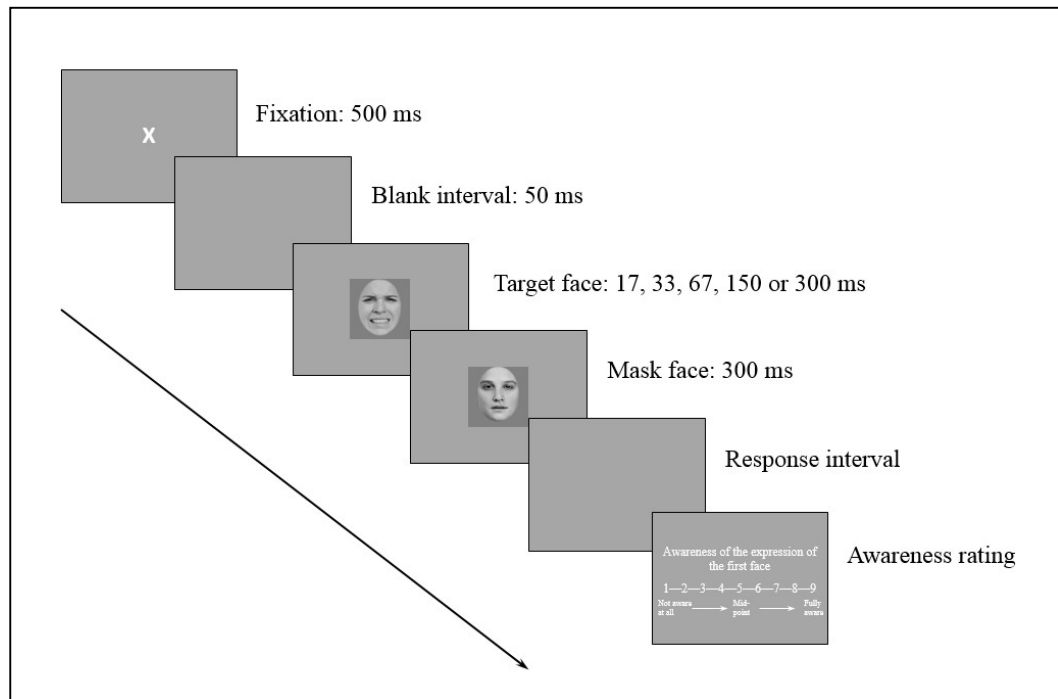 X
Fixation: 500 ms
Blank interval: 50 ms
Target face: 17, 33, 67, 150 or 300 ms
Mask face: 300 ms
Response interval
Awareness rating
Awareness of the expression of
the first face
1—2—3—4—5—6—7—8—9
Not aware Mid- Fully
at all point aware